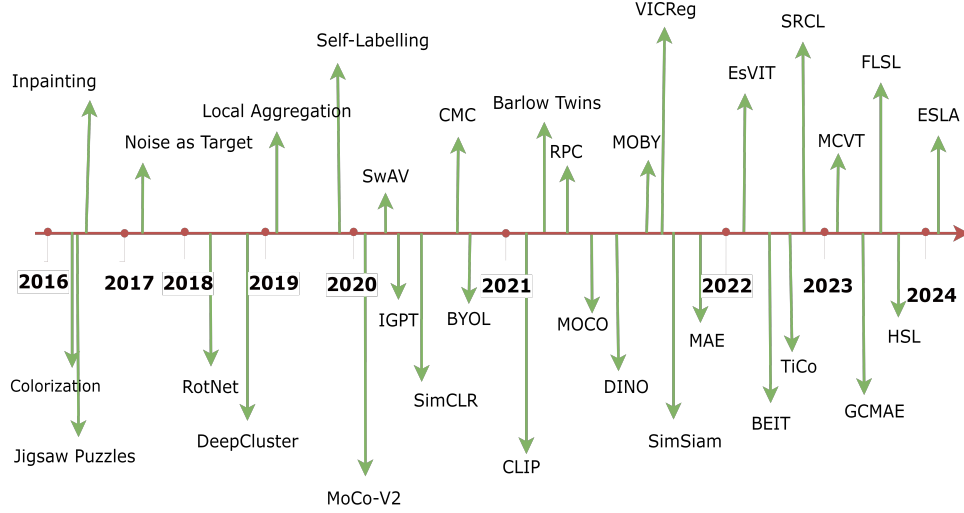 VICReg
SRCL
Self-Labelling
FLSL
EsVIT
Inpainting
Local Aggregation
Barlow Twins
CMC
ESLA
Noise as Target
RPC
MOBY
MCVT
SwAV
2016
2017
2018
2019
2020
2021
2022
2023
2024
IGPT
BYOL
MOCO
MAE
HSL
TiCo
Colorization
RotNet
DINO
SimCLR
GCMAE
BEIT
DeepCluster
SimSiam
Jigsaw Puzzles
CLIP
MoCo-V2